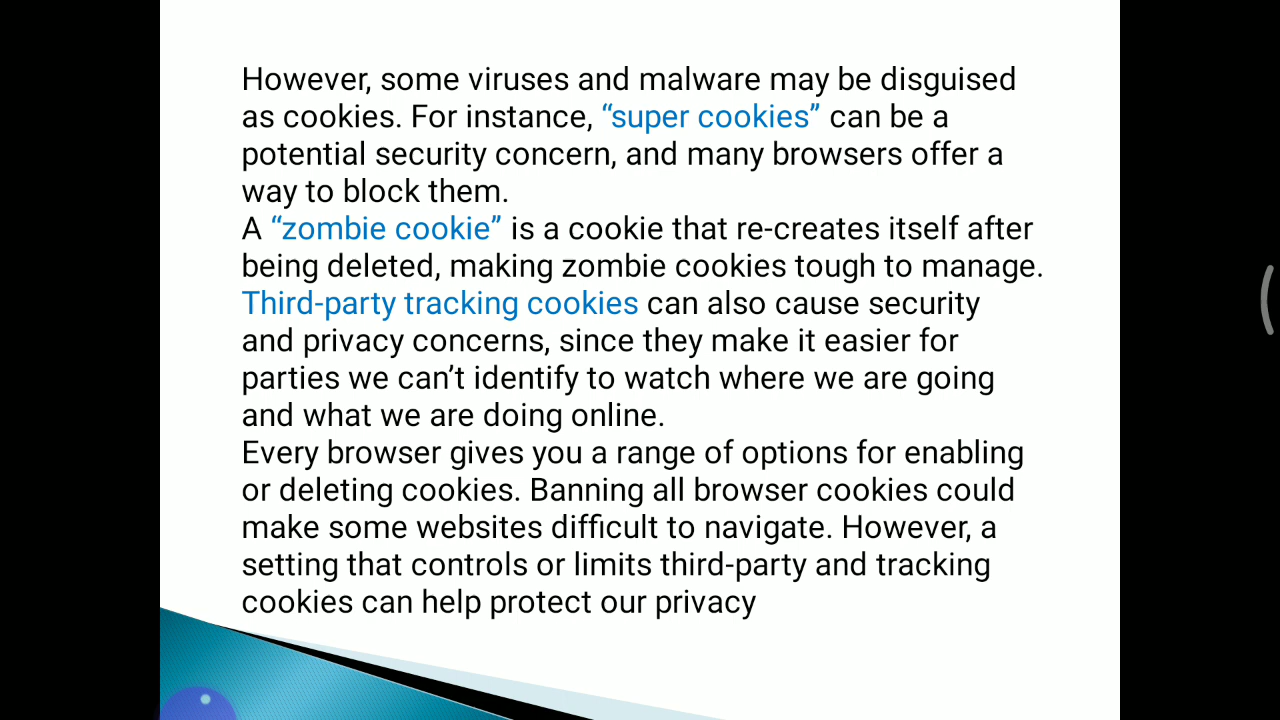 However, some viruses and malware may be disguised
as cookies. For instance, “super cookies” can be a
potential security concern, and many browsers offer a
way to block them.
A “zombie cookie” is a cookie that re-creates itself after
being deleted, making zombie cookies tough to manage.
Third-party tracking cookies can also cause security
and privacy concerns, since they make it easier for
parties we can’t identify to watch where we are going
and what we are doing online.
Every browser gives you a range of options for enabling
or deleting cookies. Banning all browser cookies could
make some websites difficult to navigate. However, a
setting that controls or limits third-party and tracking
cookies can help protect our privacy